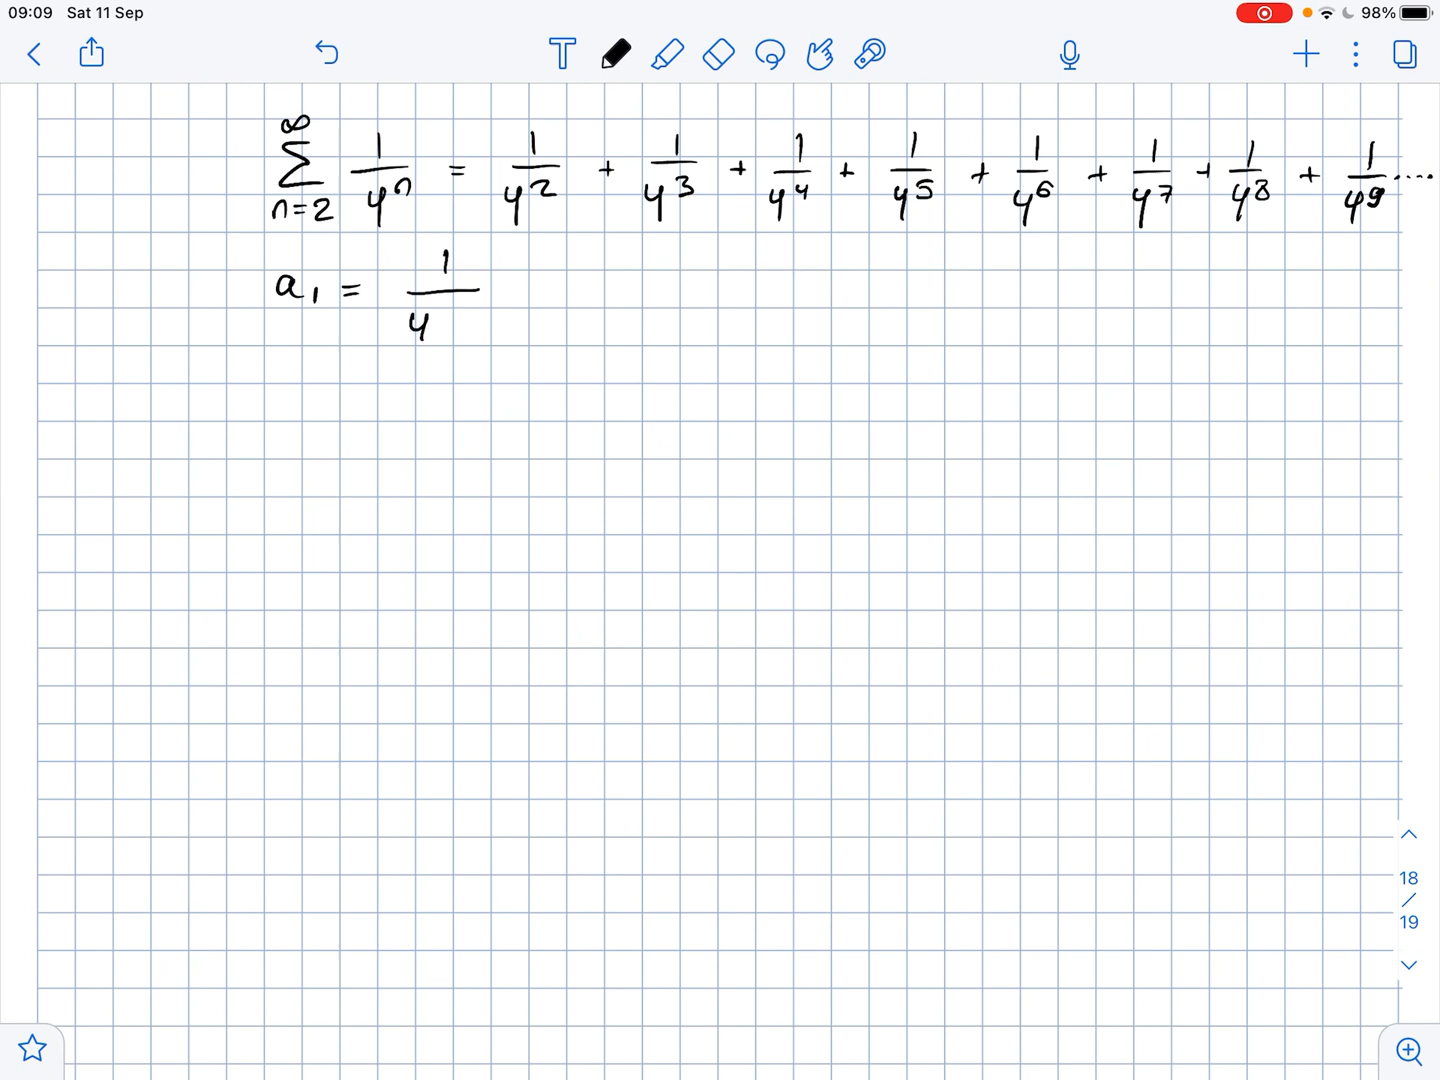 09:09 Sat 11 Sep 98%
T
∞
∑ 1/4^n = 1/4^2 + 1/4^3 + 1/4^4 + 1/4^5 + 1/4^6 + 1/4^7 + 1/4^8 + 1/4^9 ....
n=2
a₁ = 1/4
18
/
19